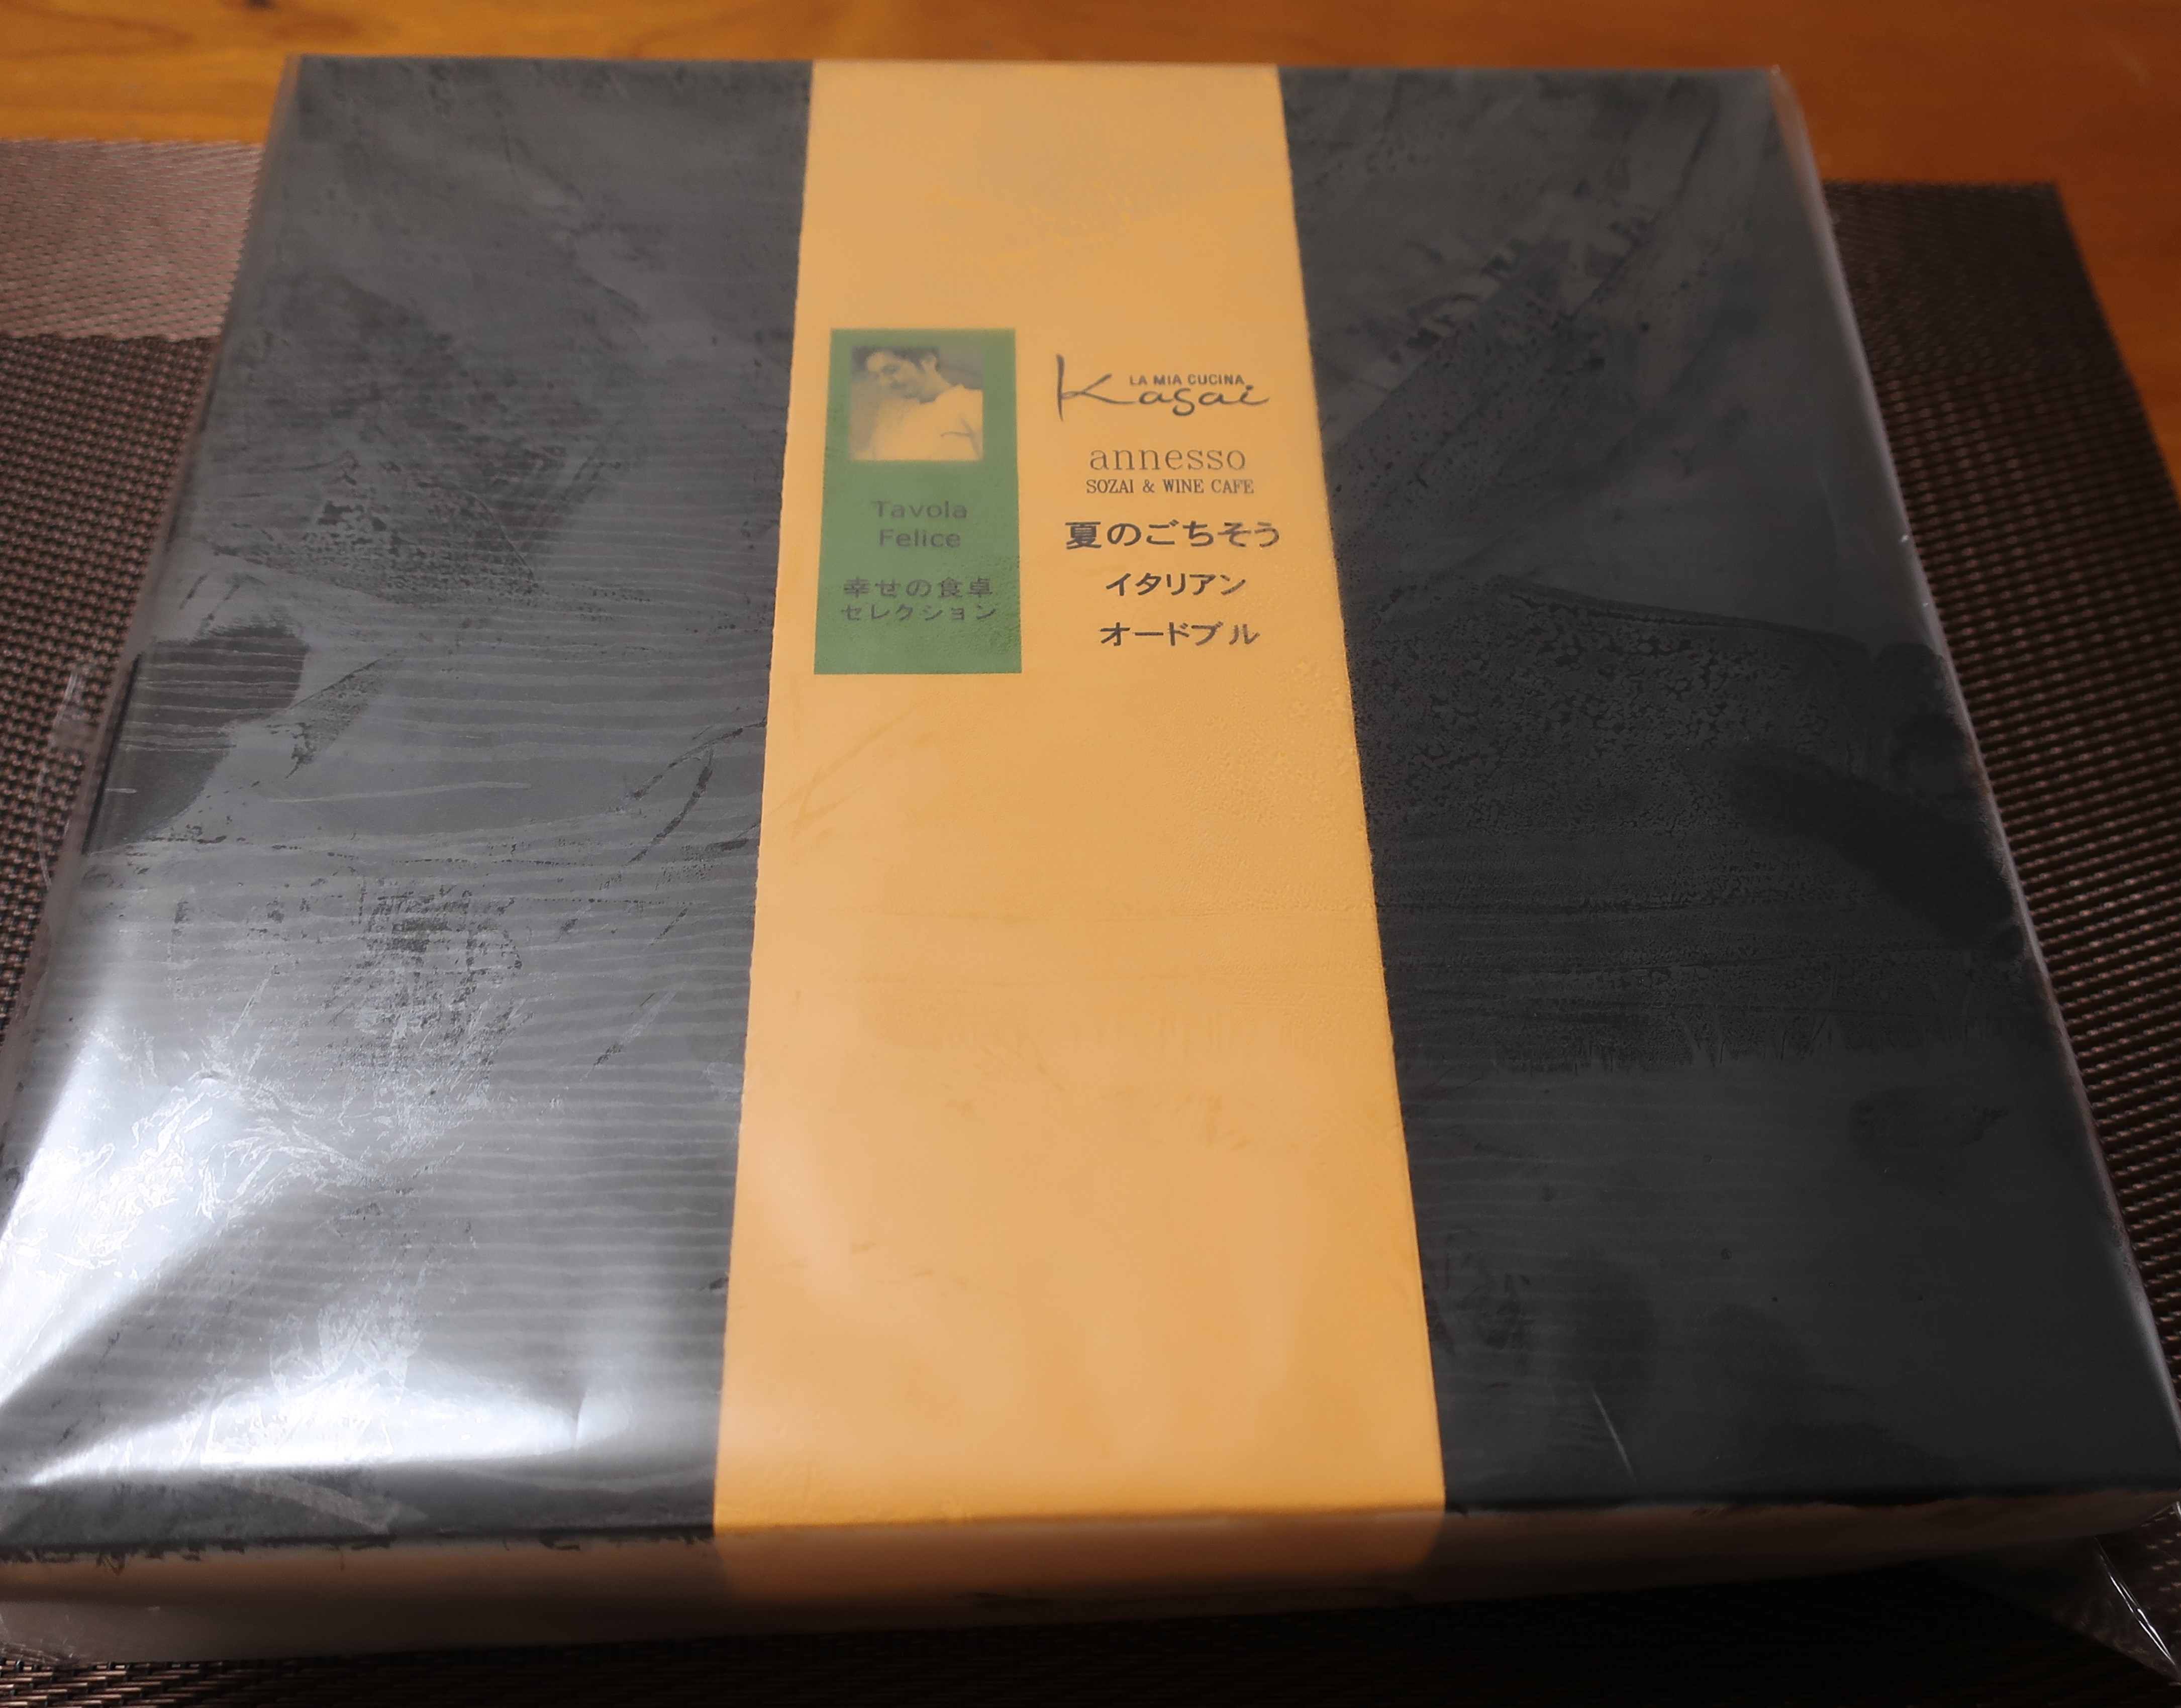 Tavola
Felice
幸せの食卓
セレクション
LA MIA CUCINA
Kasai
annesso
SOZAI & WINE CAFE
夏のごちそう
イタリアン
オードブル